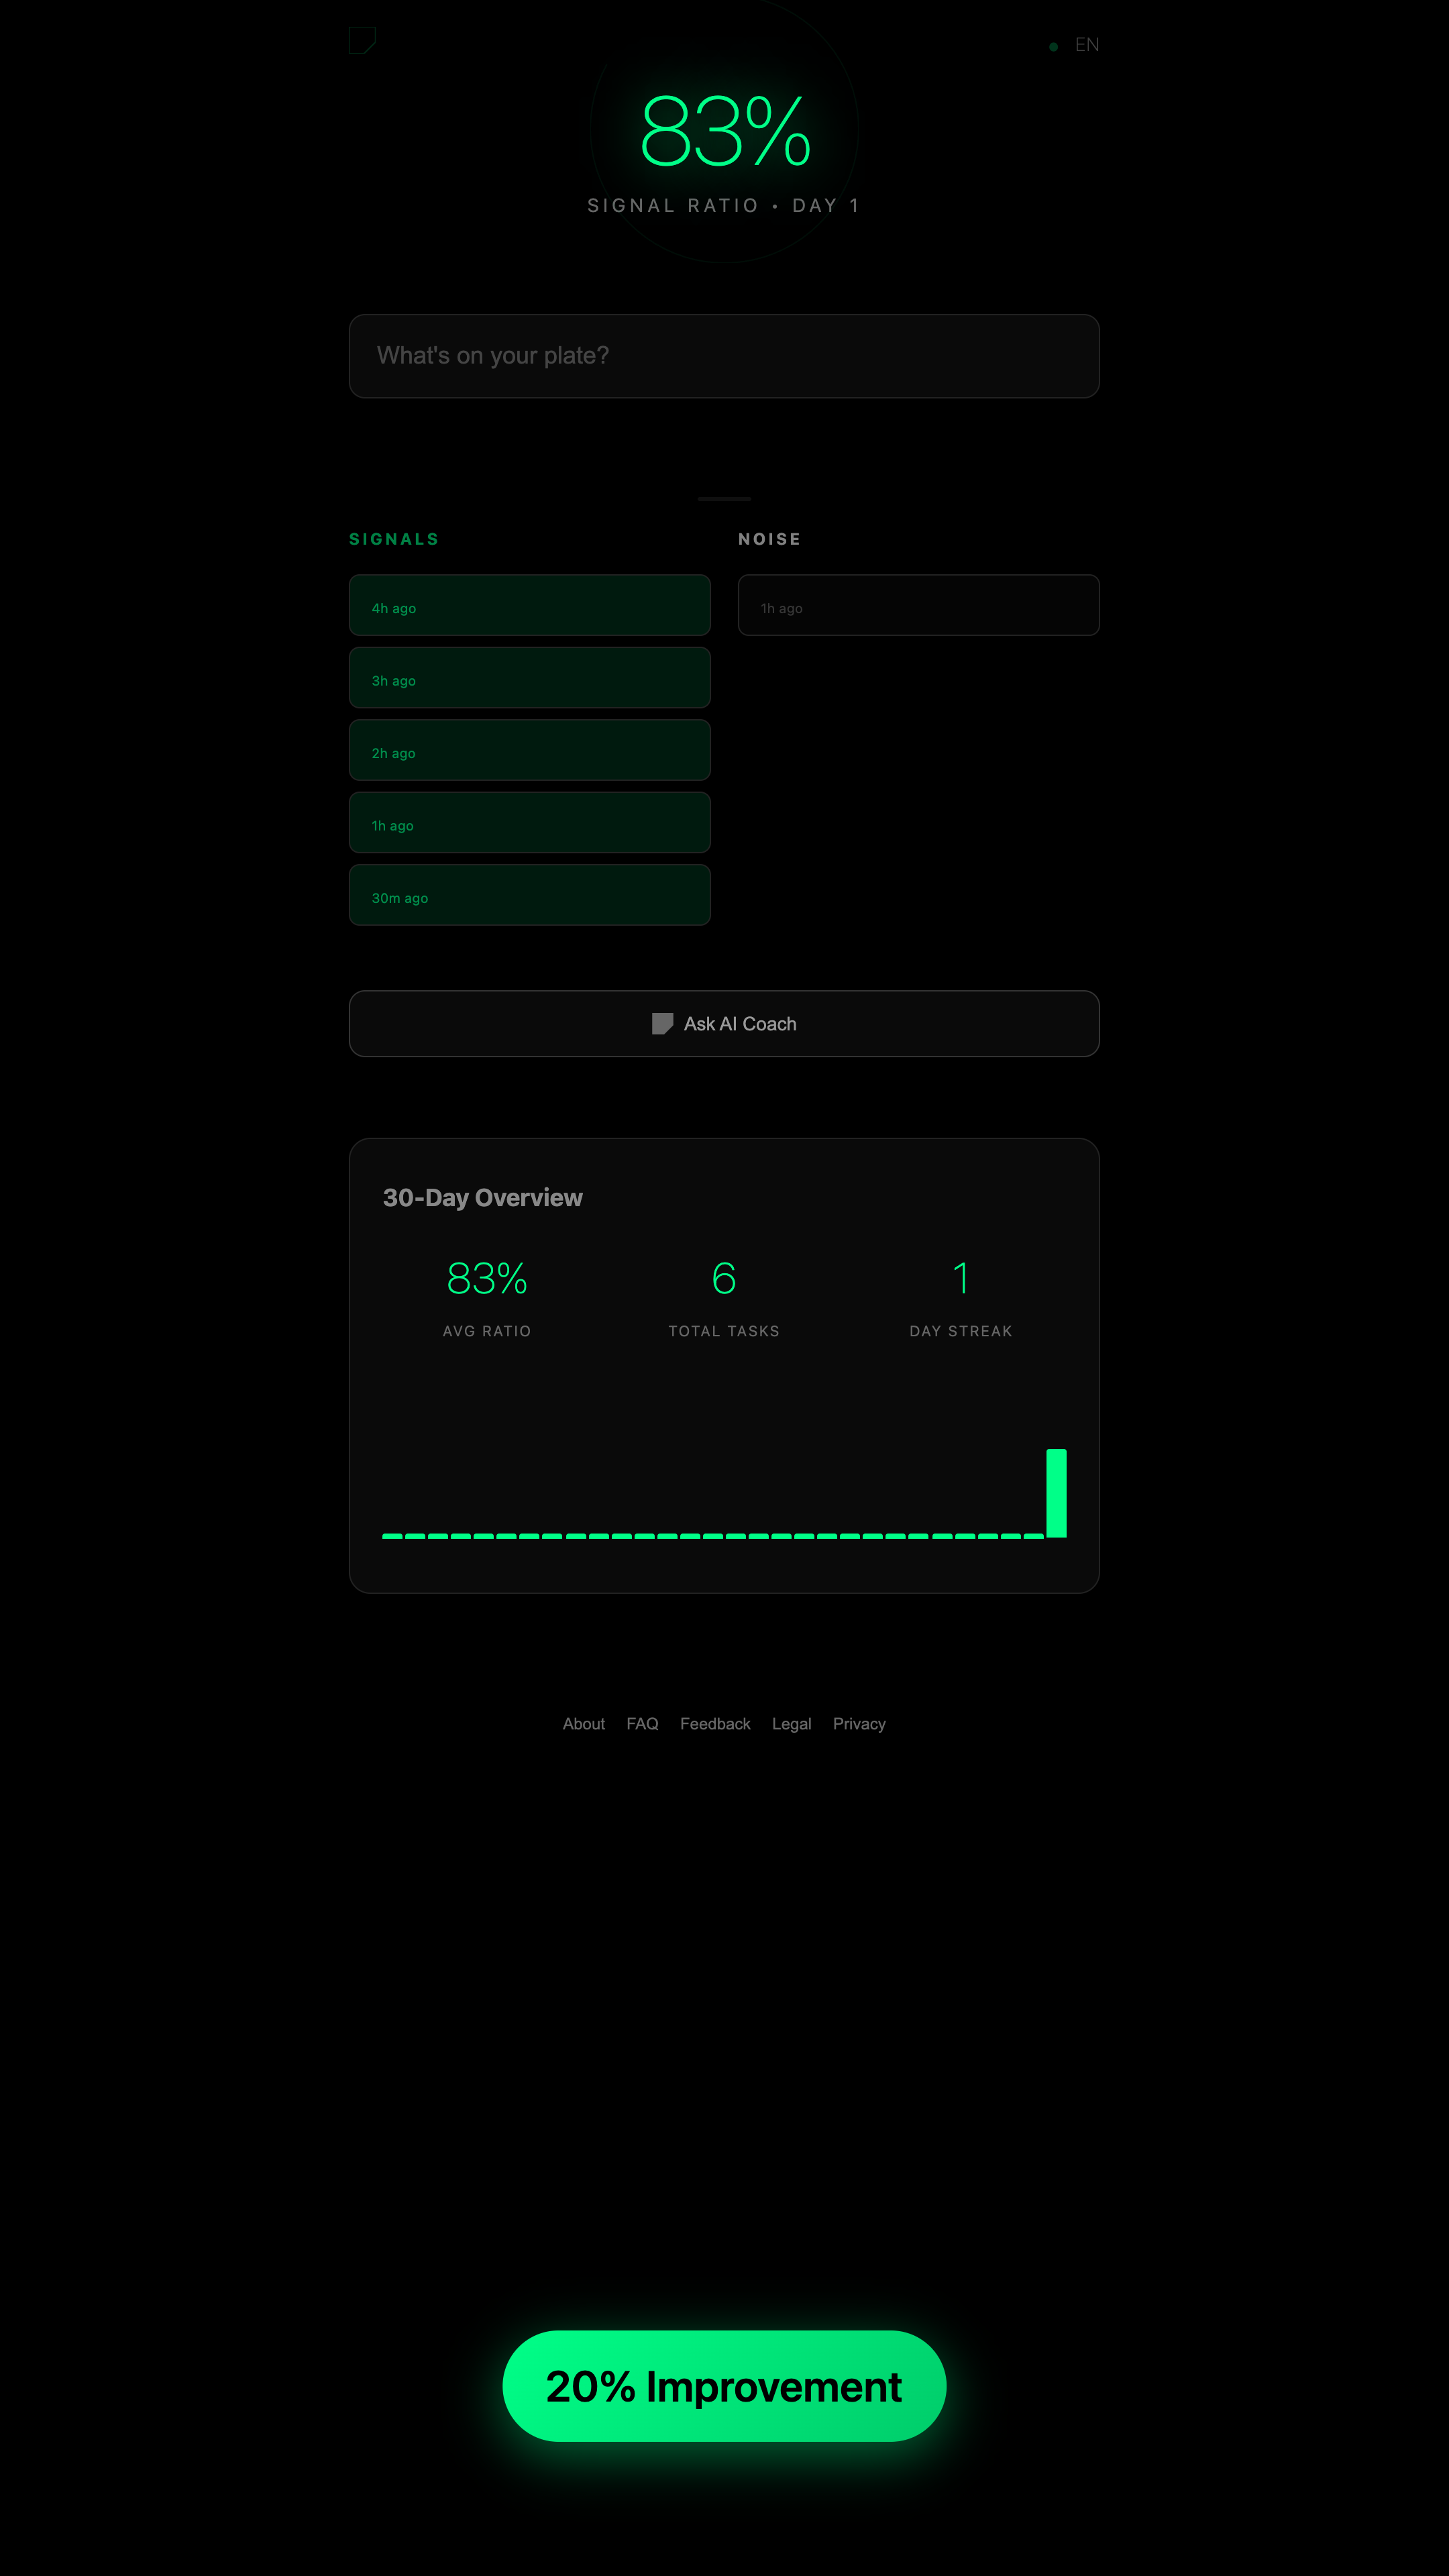 EN
83%
SIGNAL RATIO • DAY 1
What's on your plate?
SIGNALS
4h ago
3h ago
2h ago
1h ago
30m ago
NOISE
1h ago
Ask AI Coach
30-Day Overview
83% 6 1
AVG RATIO TOTAL TASKS DAY STREAK
About FAQ Feedback Legal Privacy
20% Improvement